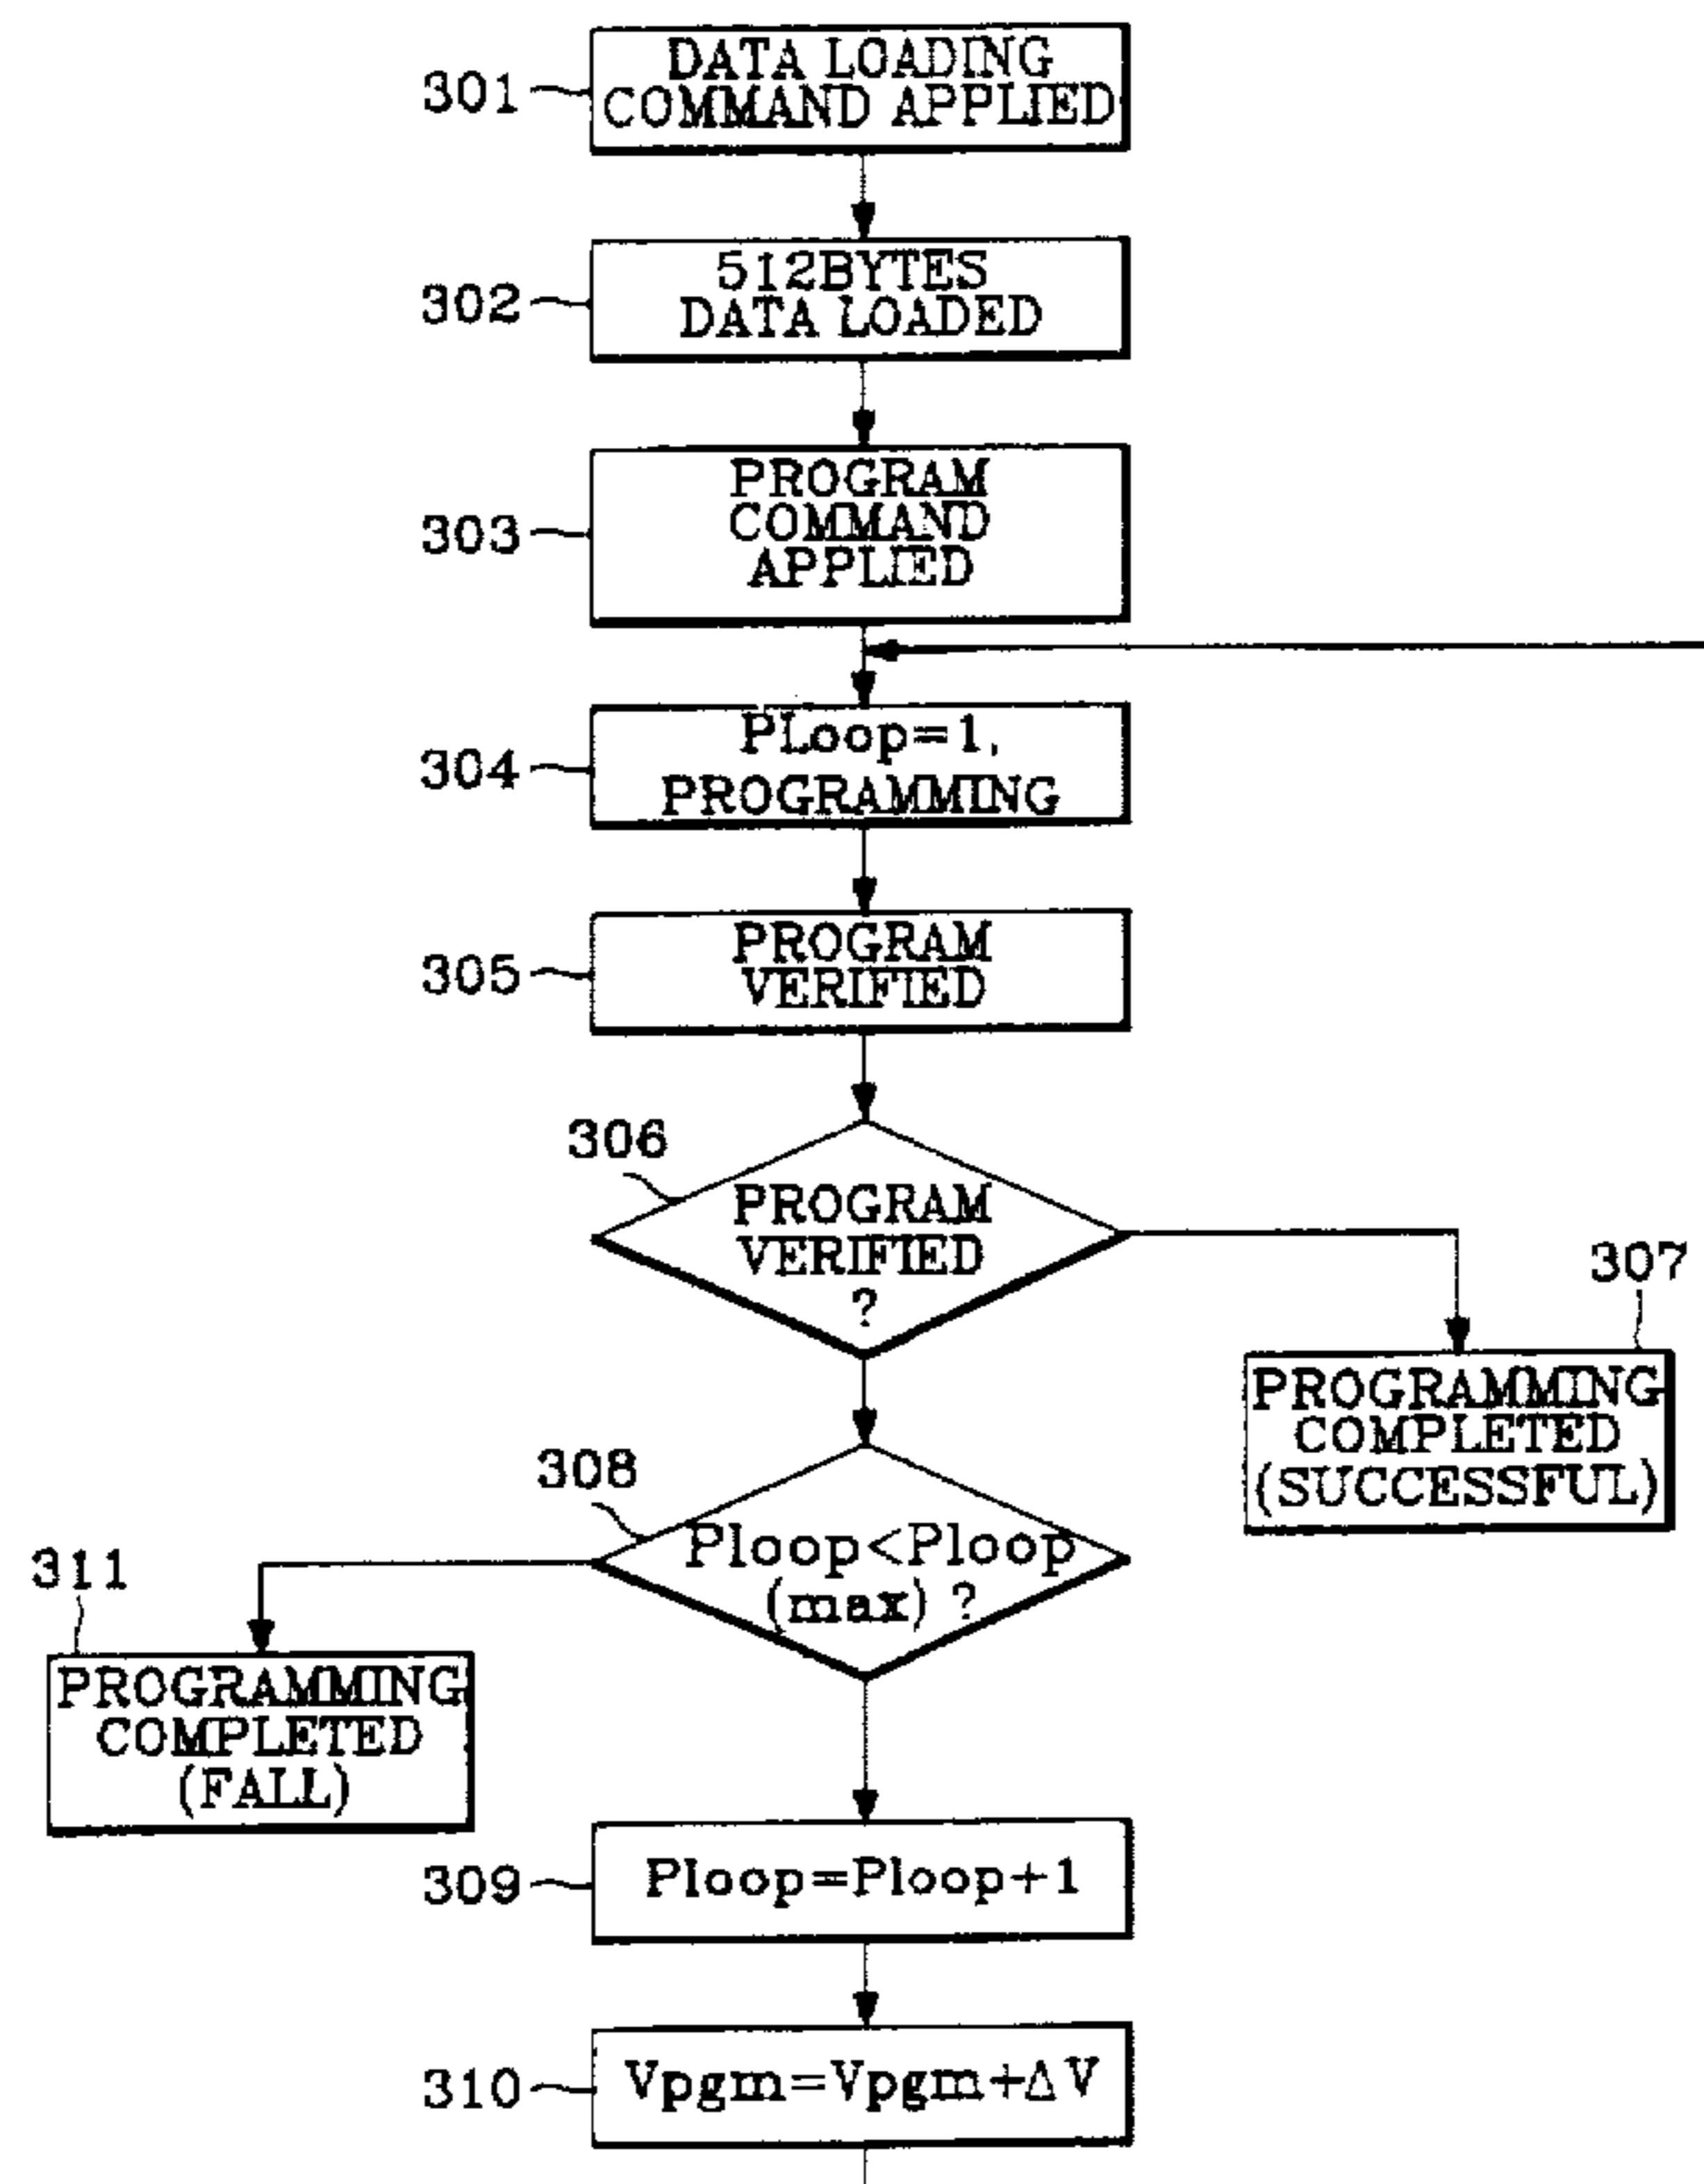 301
DATA LOADING
COMMAND APPLIED
302
512BYTES
DATA LOADED
303
PROGRAM
COMMAND
APPLIED
304
PLoop=1,
PROGRAMMING
305
PROGRAM
VERIFIED
306
PROGRAM
VERIFIED
?
307
PROGRAMMING
COMPLETED
(SUCCESSFUL)
308
Ploop<Ploop
(max) ?
311
PROGRAMMING
COMPLETED
(FALL)
309
Ploop=Ploop+1
310
Vpgm=Vpgm+ΔV